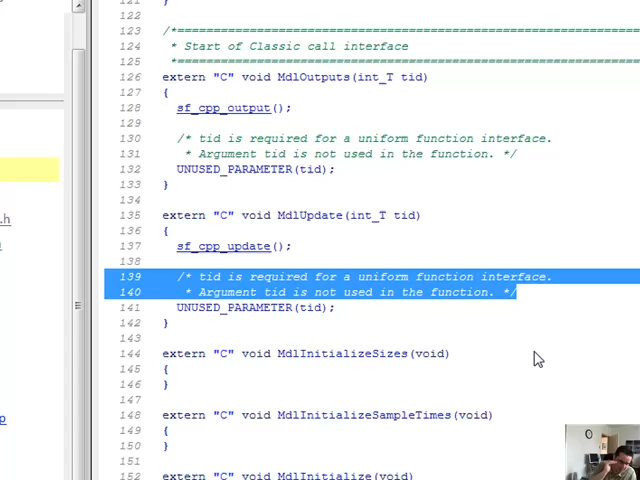 121 }
122
123 /*============================================================
124 * Start of Classic call interface
125 *============================================================
126 extern "C" void MdlOutputs(int_T tid)
127 {
128 sf_cpp_output();
129
130 /* tid is required for a uniform function interface.
131 * Argument tid is not used in the function. */
132 UNUSED_PARAMETER(tid);
133 }
134
135 extern "C" void MdlUpdate(int_T tid)
136 {
.h
137 sf_cpp_update();
138
139 /* tid is required for a uniform function interface.
140 * Argument tid is not used in the function. */
141 UNUSED_PARAMETER(tid);
142 }
143
144 extern "C" void MdlInitializeSizes(void)
145 {
146 }
147
p
148 extern "C" void MdlInitializeSampleTimes(void)
149 {
150 }
151
152 extern "C" void MdlInitialize(void)